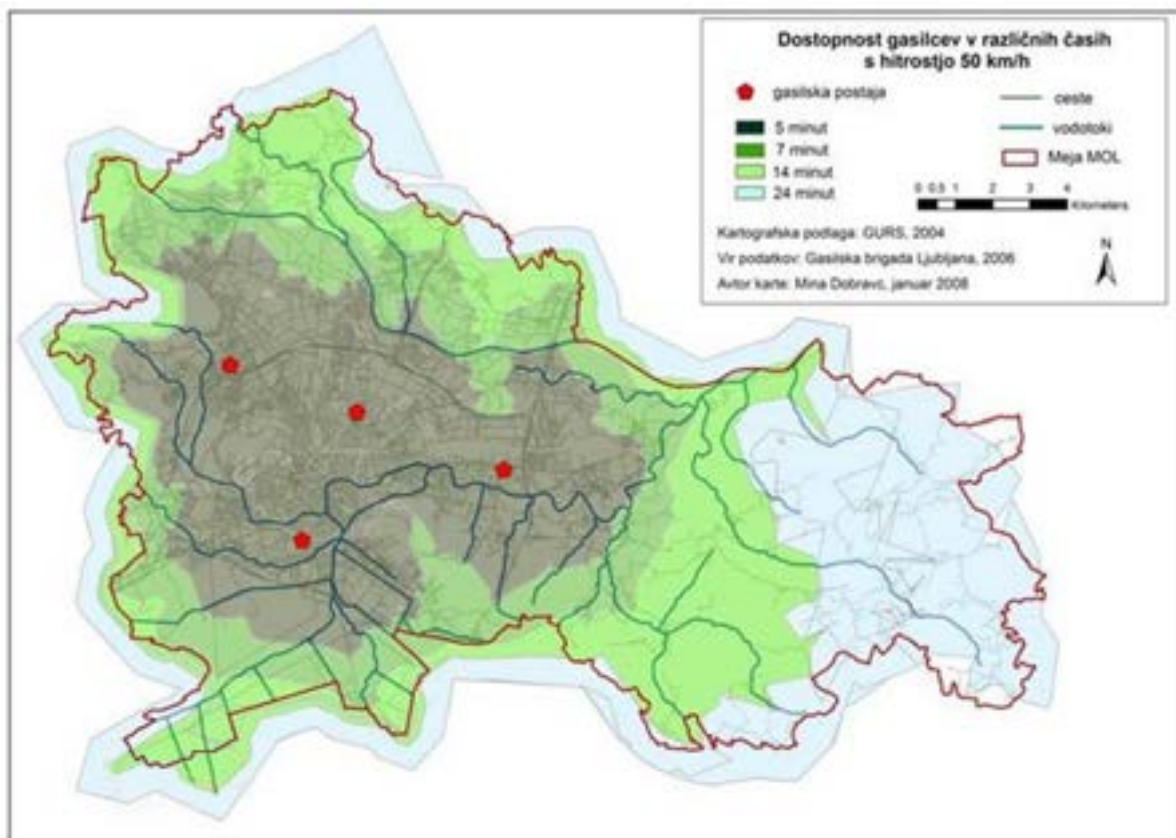 Dostopnost gasilcev v različnih časih
s hitrostjo 50 km/h
gasilska postaja
5 minut
7 minut
14 minut
24 minut
ceste
vodotoki
Meja MOL
0 0,5 1 2 3 4
Kilometers
Kartografska podlaga: GURS, 2004
Vir podatkov: Gasilska brigada Ljubljana, 2006
Avtor karte: Mina Dobravc, januar 2008
N